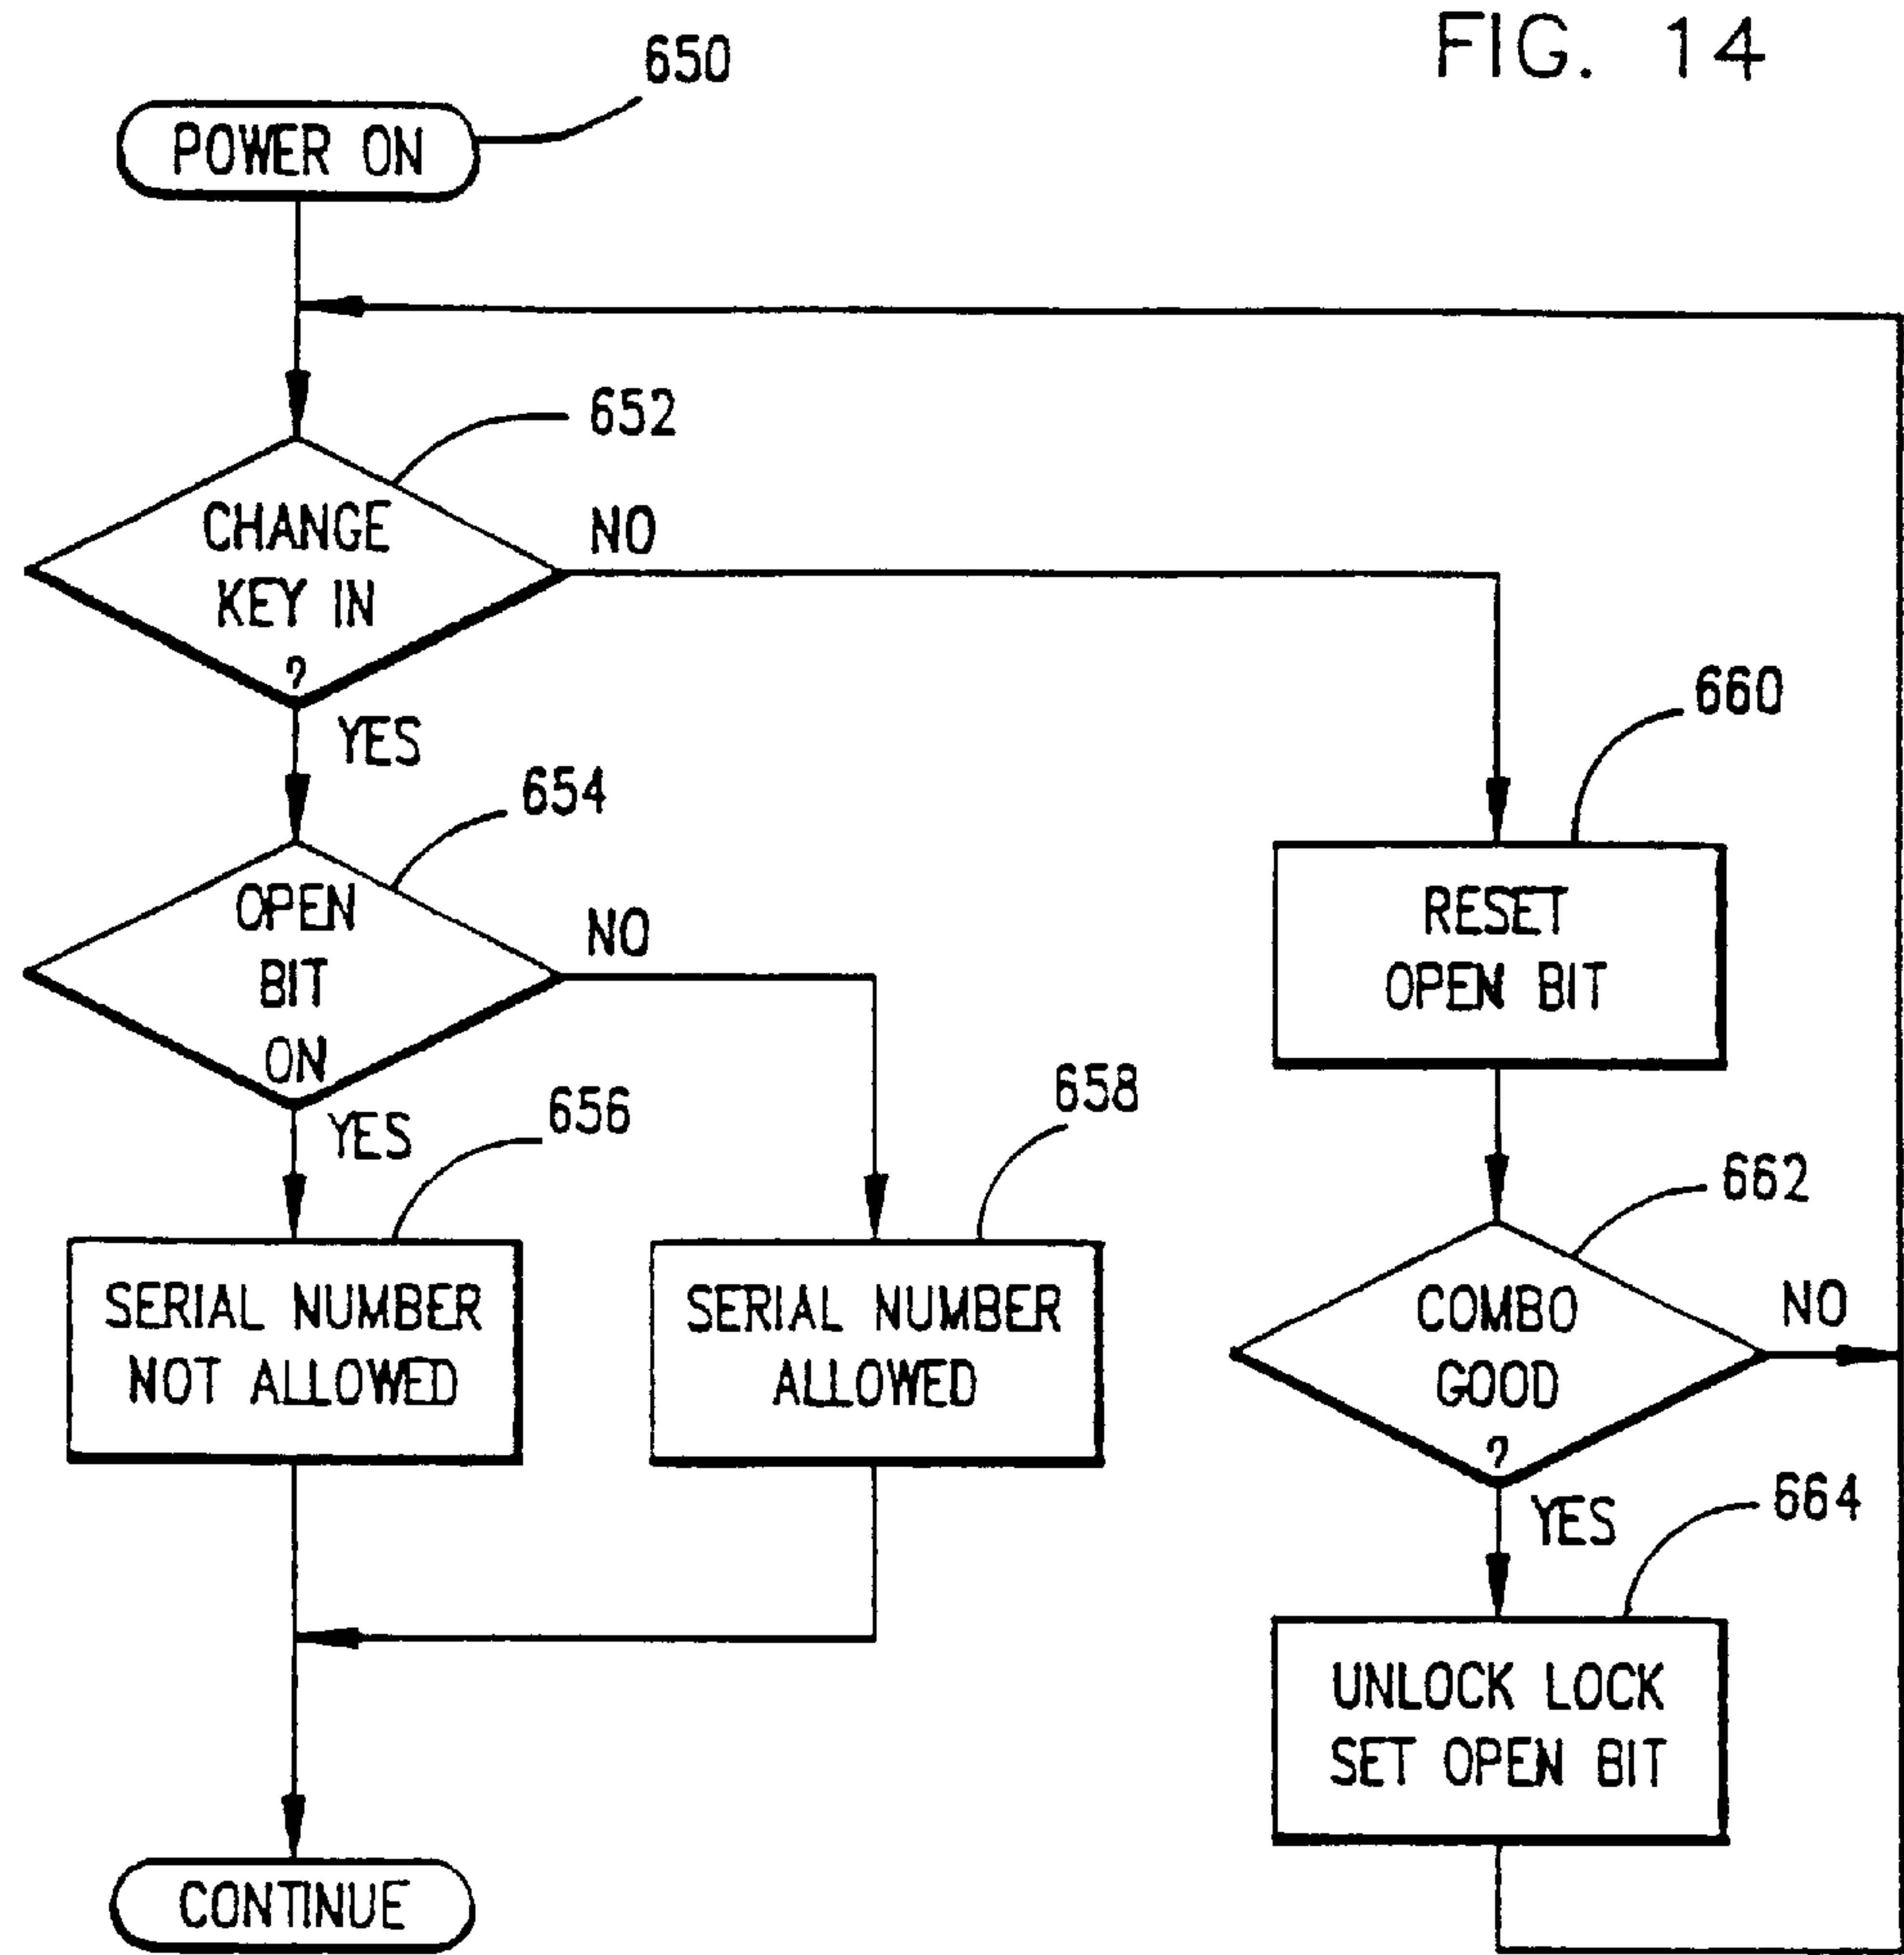 FIG. 14
650
POWER ON
652
CHANGE
KEY IN
?
NO
YES
654
OPEN
BIT
ON
NO
YES
656
SERIAL NUMBER
NOT ALLOWED
658
SERIAL NUMBER
ALLOWED
CONTINUE
660
RESET
OPEN BIT
662
COMBO
GOOD
?
NO
YES
664
UNLOCK LOCK
SET OPEN BIT